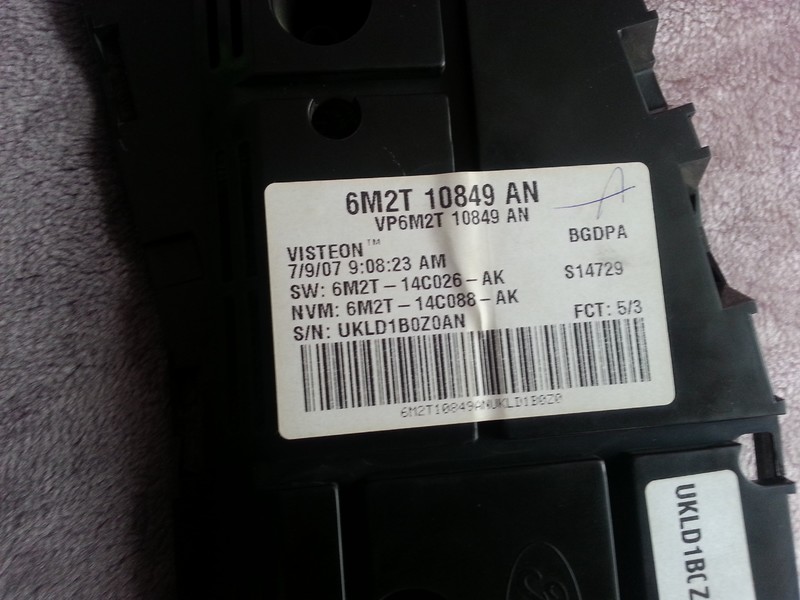 6M2T 10849 AN
VP6M2T 10849 AN
BGDPA
VISTEON™
7/9/07 9:08:23 AM
SW: 6M2T-14C026-AK
S14729
NVM: 6M2T-14C088-AK
S/N: UKLD1B0Z0AN
FCT: 5/3
6M2T10849ANUKLD1B0Z0